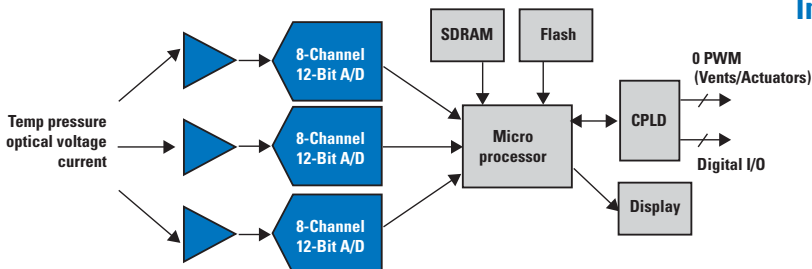 In
SDRAM
Flash
8-Channel
12-Bit A/D
0 PWM
(Vents/Actuators)
Temp pressure
optical voltage
current
8-Channel
12-Bit A/D
Micro
processor
CPLD
Digital I/O
8-Channel
12-Bit A/D
Display